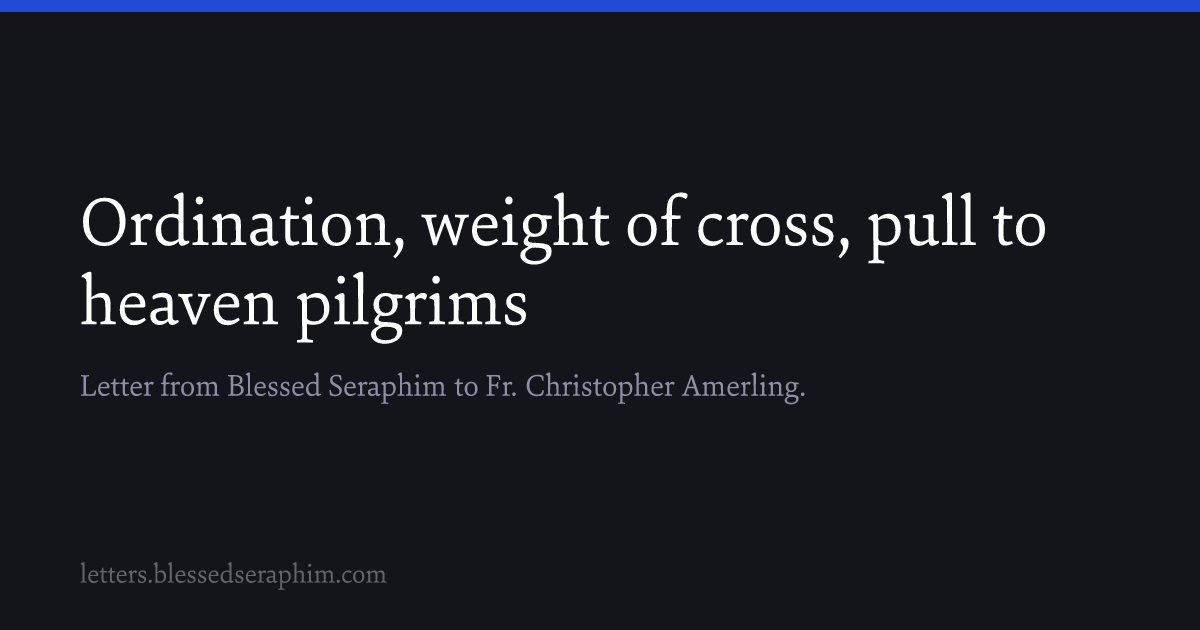 Ordination, weight of cross, pull to
heaven pilgrims
Letter from Blessed Seraphim to Fr. Christopher Amerling.
letters.blessedseraphim.com